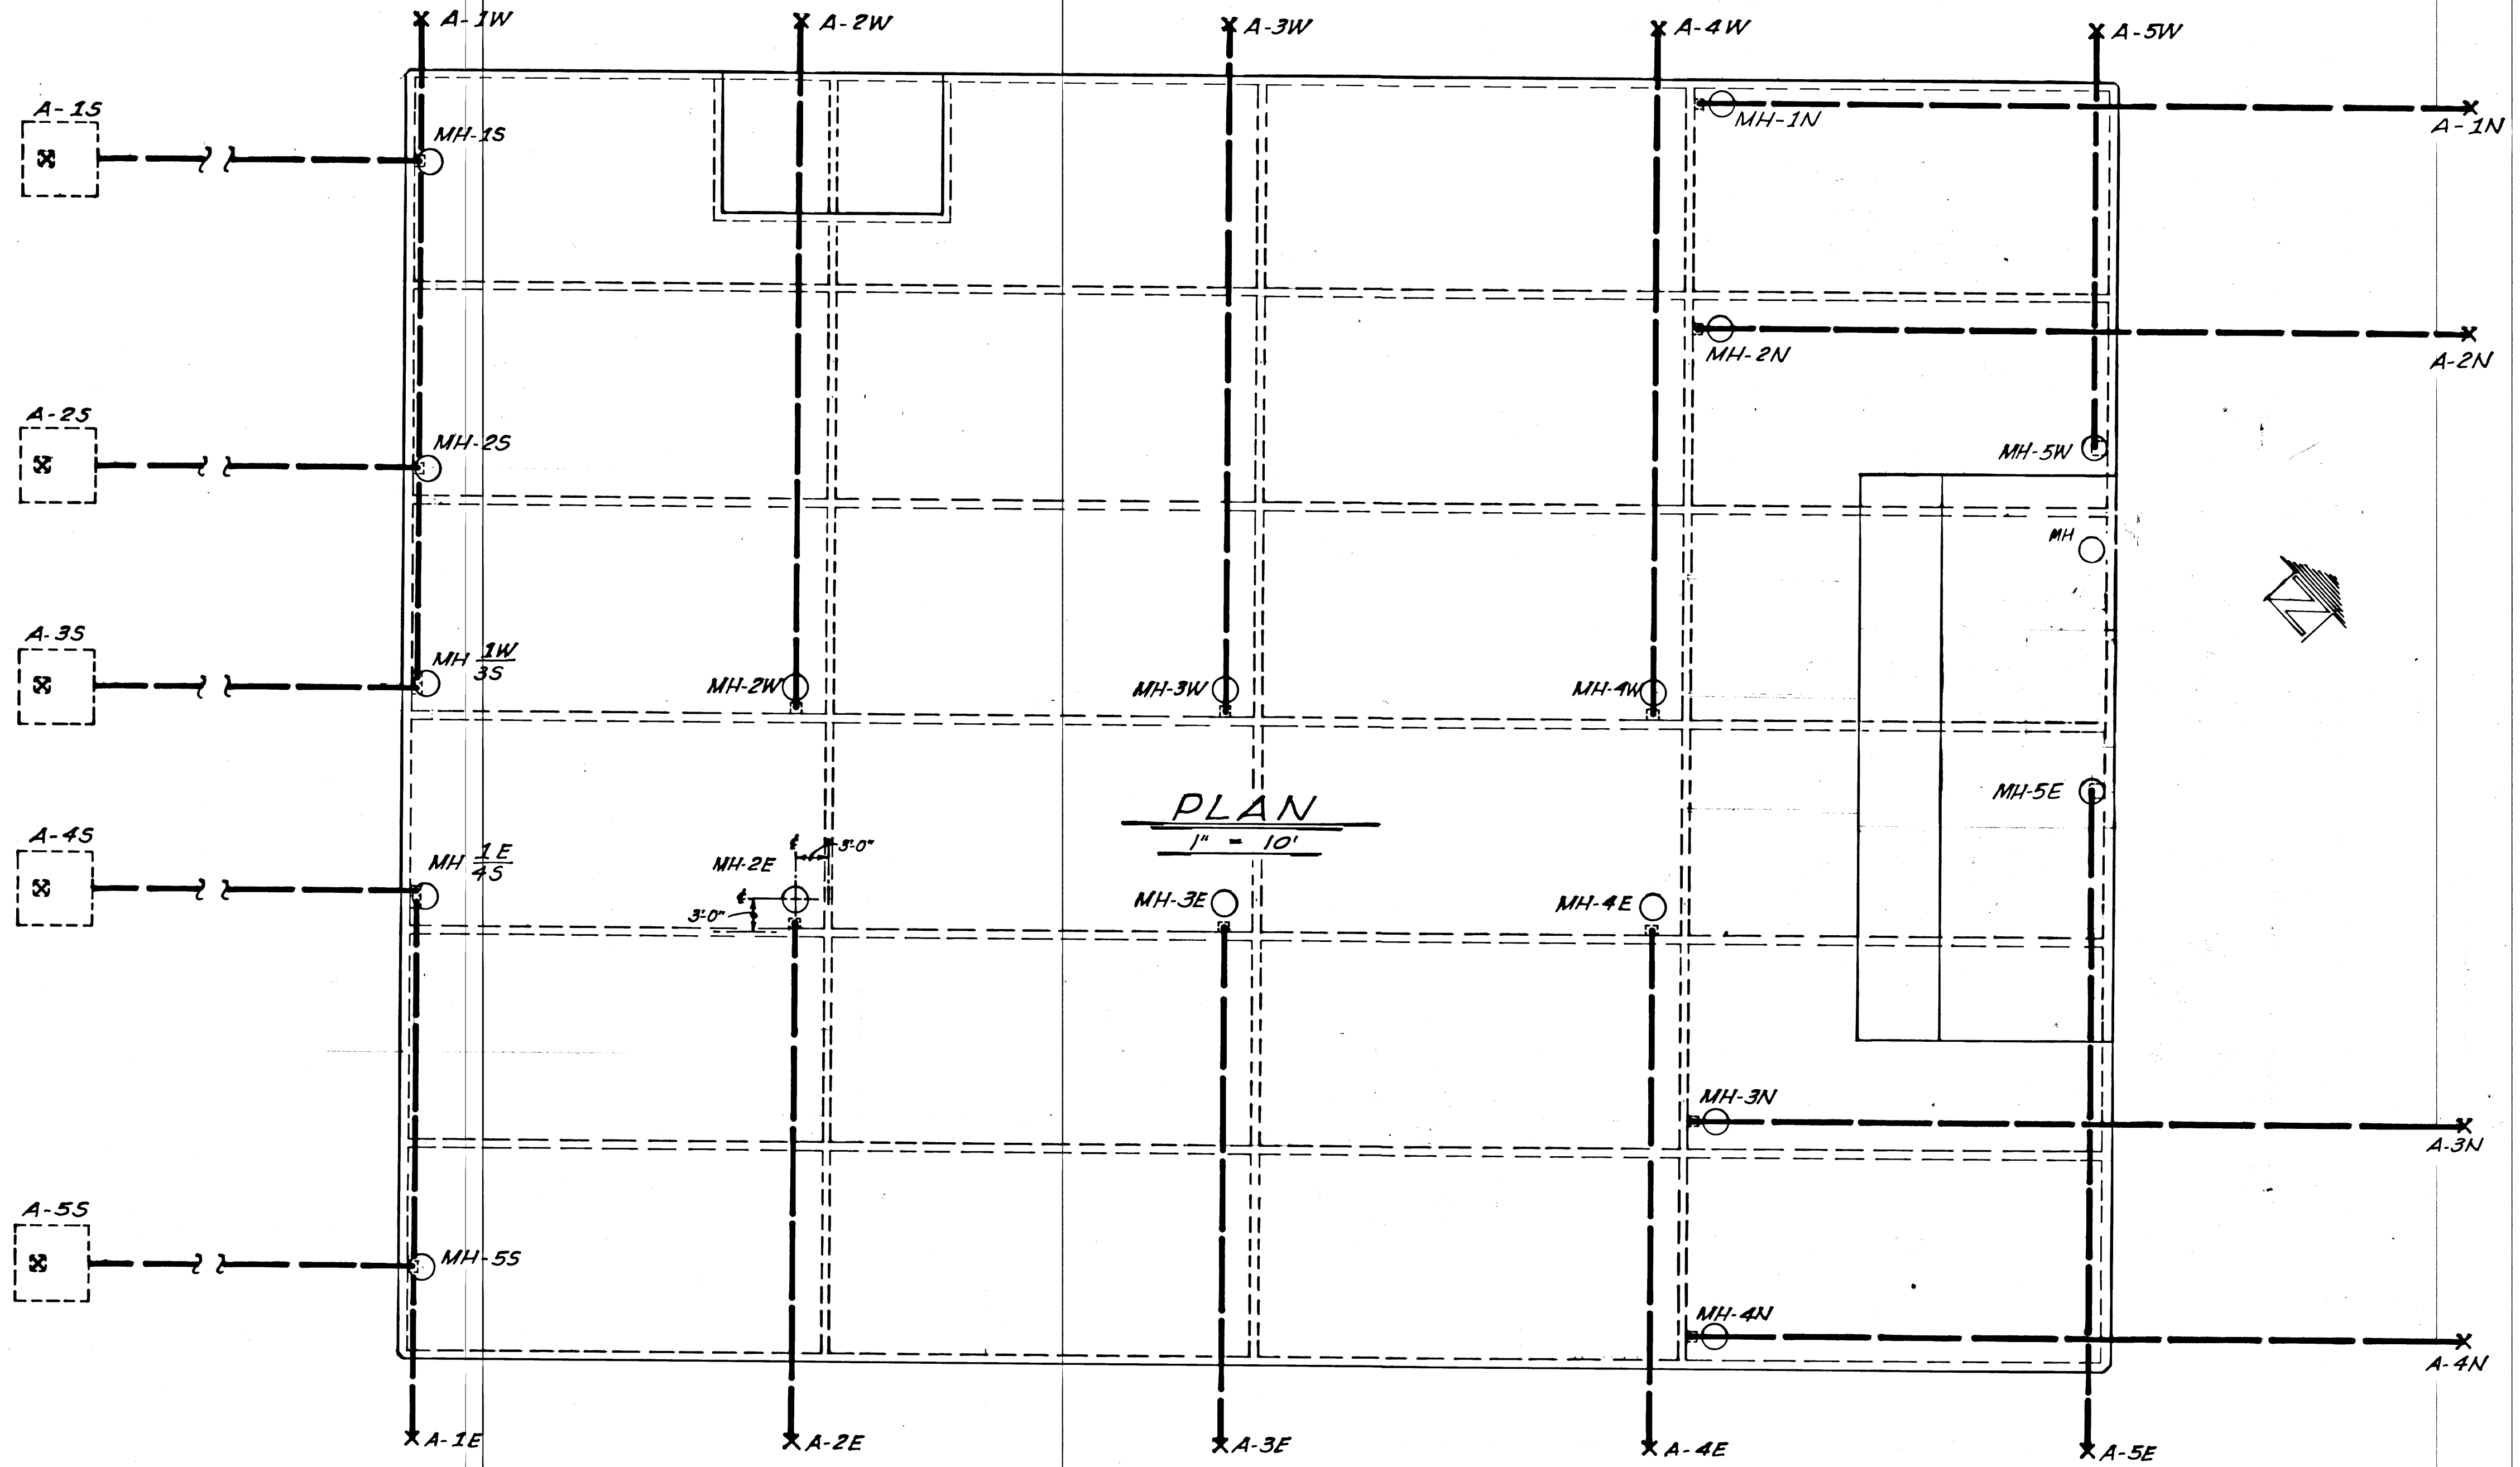 A-1W
A-2W
A-3W
A-4W
A-5W
A-1S
MH-1S
MH-1N
A-1N
MH-2N
A-2N
A-2S
MH-2S
MH-5W
MH
N
A-3S
MH 1W
3S
MH-2W
MH-3W
MH-4W
MH-5E
PLAN
1" = 10'
A-4S
MH 1E
4S
MH-2E
℄
3'-0"
℄
3'-0"
MH-3E
MH-4E
MH-3N
A-3N
A-5S
MH-5S
MH-4N
A-4N
A-1E
A-2E
A-3E
A-4E
A-5E